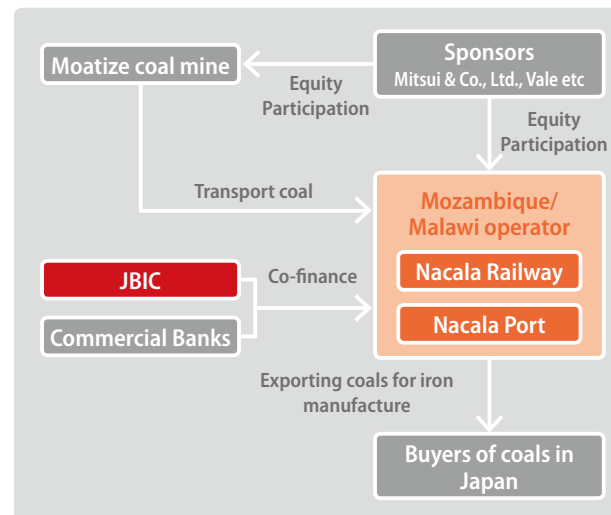 Moatize coal mine
Sponsors
Mitsui & Co., Ltd., Vale etc
Equity
Participation
Equity
Participation
Transport coal
Mozambique/
Malawi operator
Nacala Railway
Nacala Port
JBIC
Co-finance
Commercial Banks
Exporting coals for iron
manufacture
Buyers of coals in
Japan